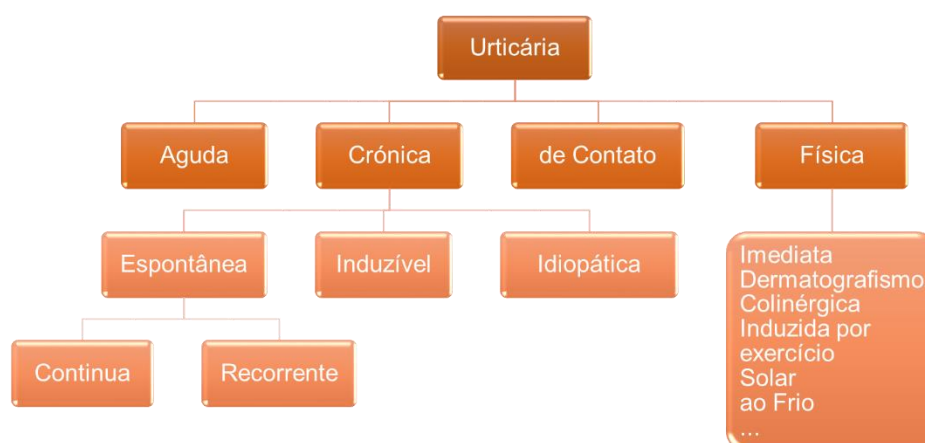 Urticária
Aguda
Crónica
de Contato
Física
Espontânea
Induzível
Idiopática
Imediata
Dermatografismo
Colinérgica
Induzida por
exercício
Solar
ao Frio
...
Continua
Recorrente